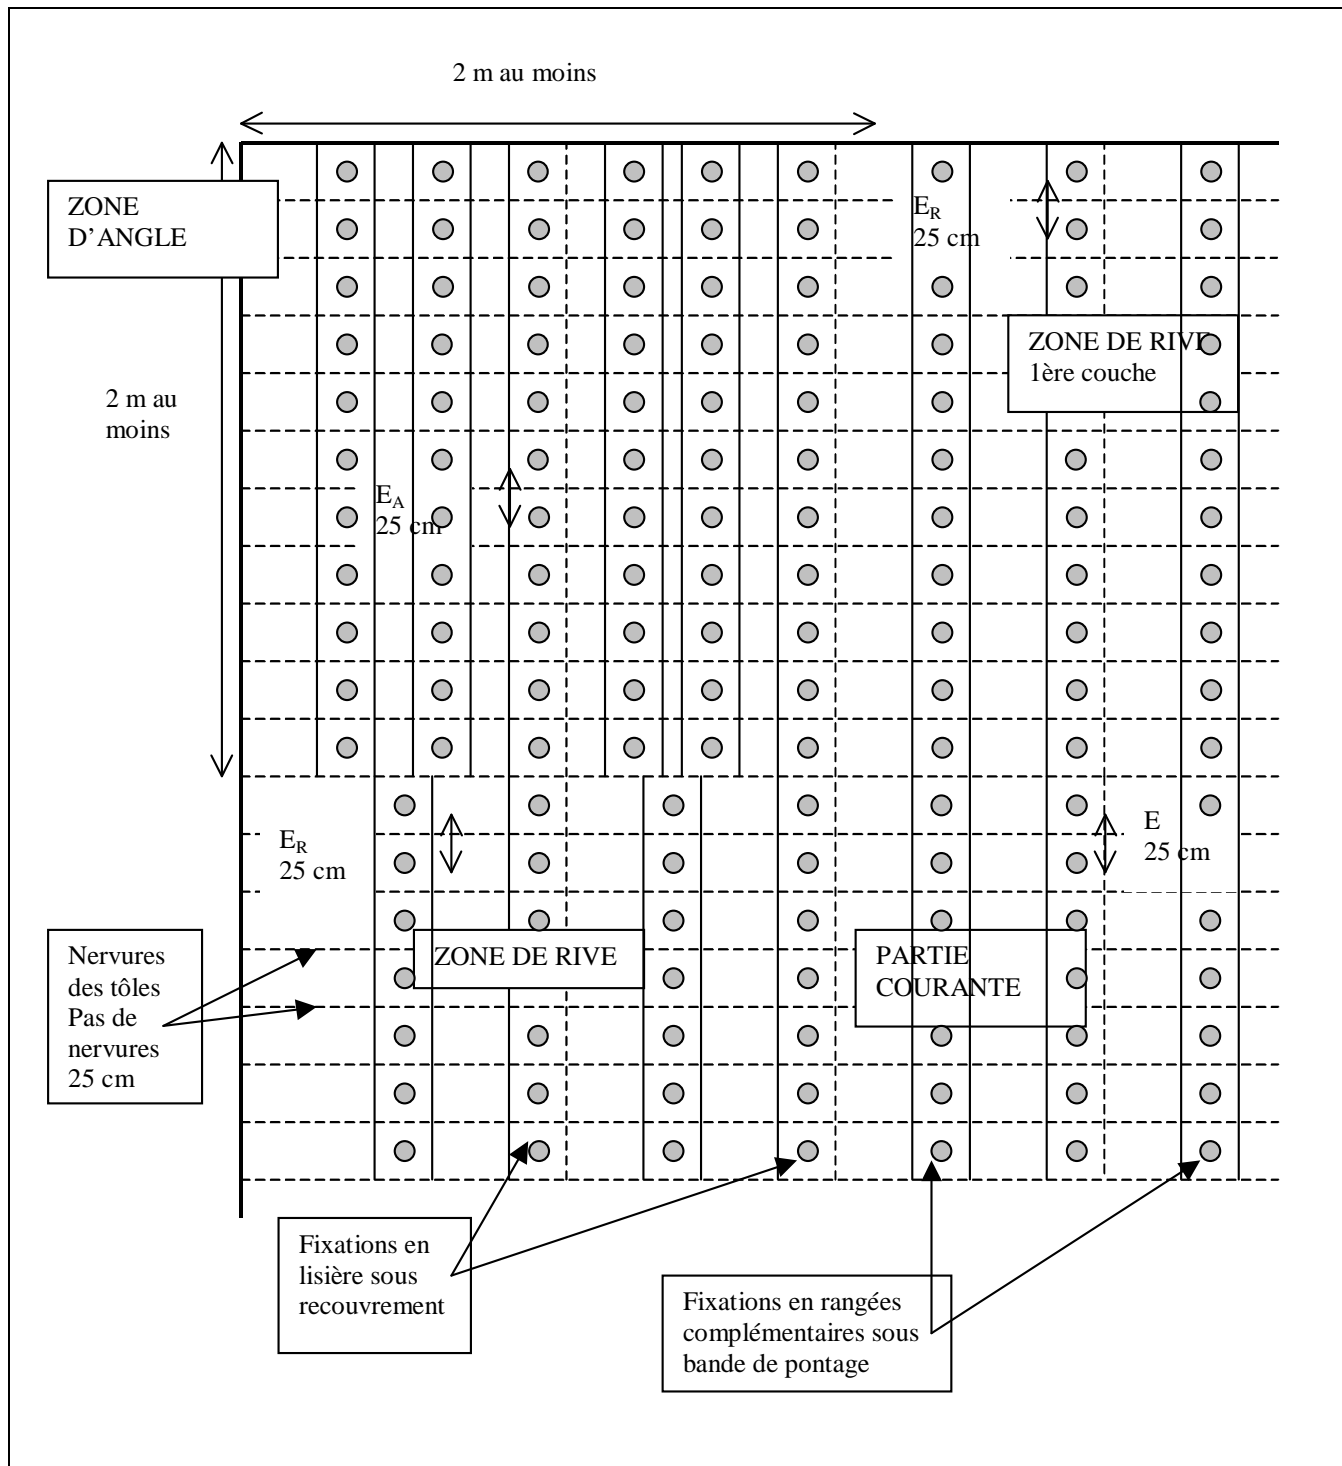 2 m au moins
ZONE
D’ANGLE
E_R
25 cm
ZONE DE RIVE
1ère couche
2 m au
moins
E_A
25 cm
E_R
25 cm
E
25 cm
Nervures
des tôles
Pas de
nervures
25 cm
ZONE DE RIVE
PARTIE
COURANTE
Fixations en
lisière sous
recouvrement
Fixations en rangées
complémentaires sous
bande de pontage